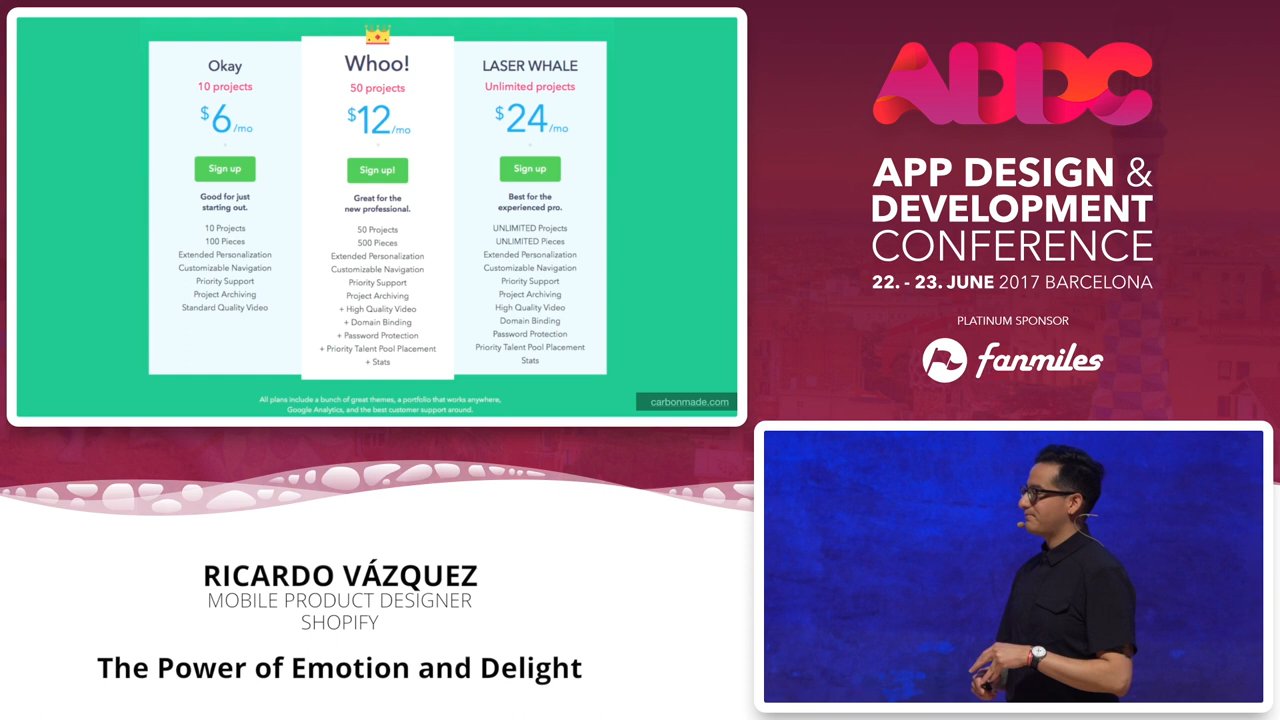 Okay
10 projects
$6/mo
Sign up
Good for just
starting out.
10 Projects
100 Pieces
Extended Personalization
Customizable Navigation
Priority Support
Project Archiving
Standard Quality Video
Whoo!
50 projects
$12/mo
Sign up!
Great for the
new professional.
50 Projects
500 Pieces
Extended Personalization
Customizable Navigation
Priority Support
Project Archiving
+ High Quality Video
+ Domain Binding
+ Password Protection
+ Priority Talent Pool Placement
+ Stats
LASER WHALE
Unlimited projects
$24/mo
Sign up
Best for the
experienced pro.
UNLIMITED Projects
UNLIMITED Pieces
Extended Personalization
Customizable Navigation
Priority Support
Project Archiving
High Quality Video
Domain Binding
Password Protection
Priority Talent Pool Placement
Stats
All plans include a bunch of great themes, a portfolio that works anywhere,
Google Analytics, and the best customer support around.
carbonmade.com
ADDC
APP DESIGN &
DEVELOPMENT
CONFERENCE
22. - 23. JUNE 2017 BARCELONA
PLATINUM SPONSOR
fanmiles
RICARDO VÁZQUEZ
MOBILE PRODUCT DESIGNER
SHOPIFY
The Power of Emotion and Delight